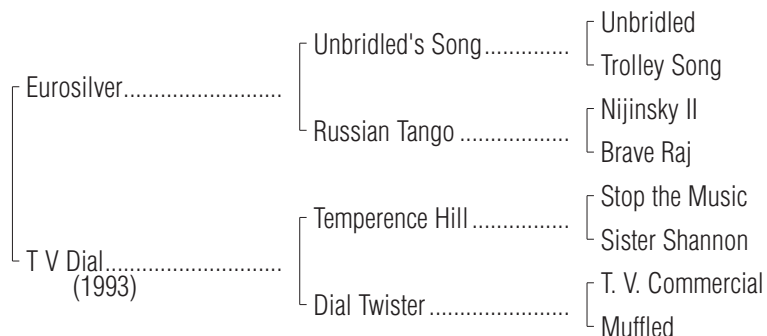 Unbridled
Unbridled's Song..............
Trolley Song
Eurosilver..........................
Nijinsky II
Russian Tango .................
Brave Raj
Stop the Music
Temperence Hill ...............
Sister Shannon
T V Dial.............................
(1993)
T. V. Commercial
Dial Twister .....................
Muffled